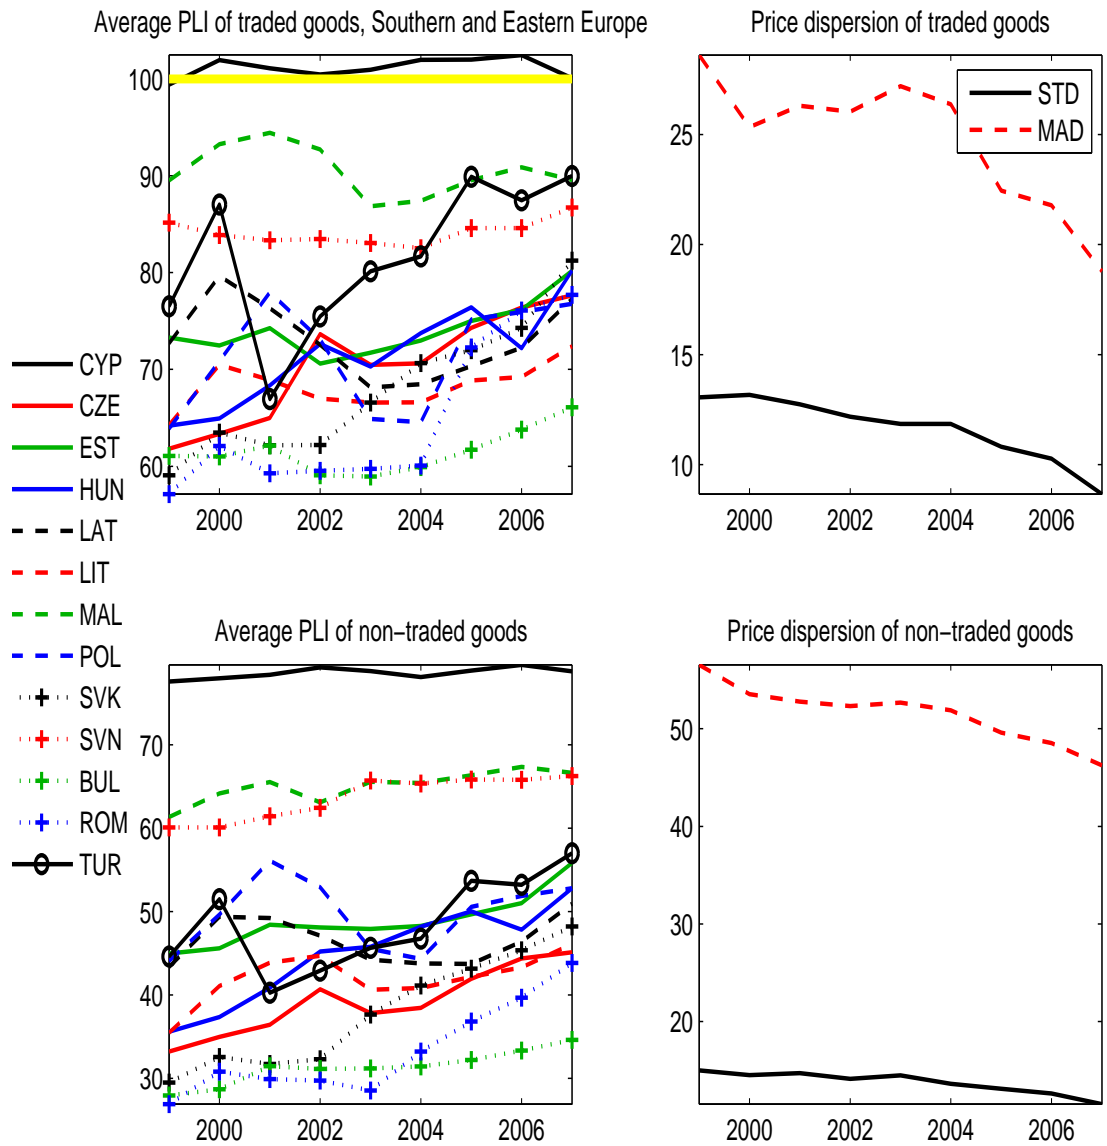 Average PLI of traded goods, Southern and Eastern Europe
100
90
80
70
60
2000 2002 2004 2006
Price dispersion of traded goods
STD
MAD
25
20
15
10
2000 2002 2004 2006
CYP
CZE
EST
HUN
LAT
LIT
MAL
POL
SVK
SVN
BUL
ROM
TUR
Average PLI of non−traded goods
70
60
50
40
30
2000 2002 2004 2006
Price dispersion of non−traded goods
50
40
30
20
2000 2002 2004 2006